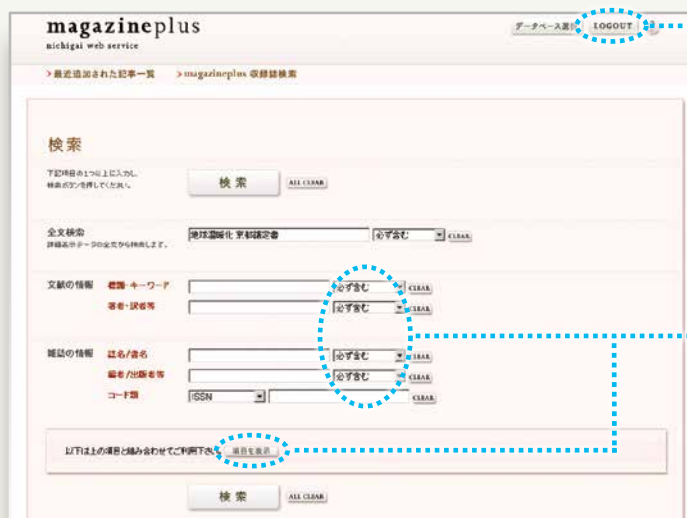 magazineplus
nichigai web service
データベース選択 LOGOUT ?
>最近追加された記事一覧 >magazineplus 収録誌検索
検索
下記項目の1つ以上に入力し、
検索ボタンを押してください。
検索 ALL CLEAR
全文検索
詳細表示データの全文から検索します。
地球温暖化 京都議定書 必ず含む CLEAR
文献の情報 標題・キーワード 必ず含む CLEAR
著者・訳者等 必ず含む CLEAR
雑誌の情報 誌名/書名 必ず含む CLEAR
編者/出版者等 必ず含む CLEAR
コード類 ISSN CLEAR
以下は上の項目と組み合わせてご利用下さい 項目を表示
検索 ALL CLEAR